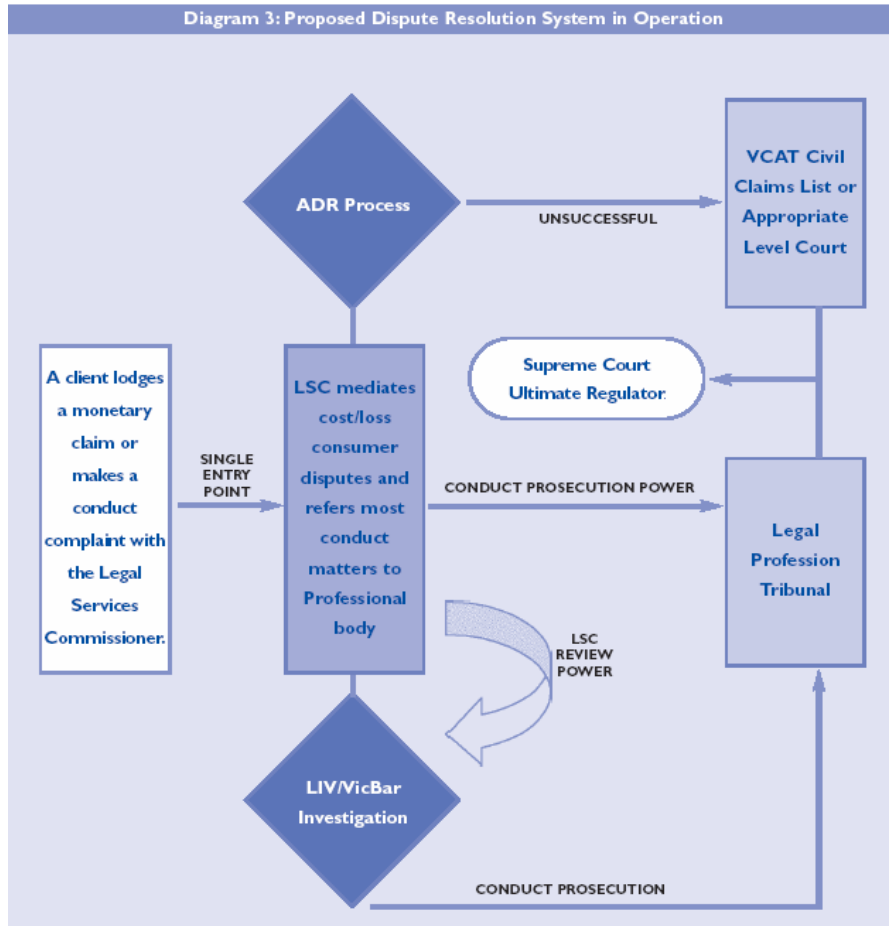 Diagram 3: Proposed Dispute Resolution System in Operation
ADR Process
UNSUCCESSFUL
VCAT Civil
Claims List or
Appropriate
Level Court
A client lodges
a monetary
claim or
makes a
conduct
complaint with
the Legal
Services
Commissioner.
SINGLE
ENTRY
POINT
LSC mediates
cost/loss
consumer
disputes and
refers most
conduct
matters to
Professional
body
Supreme Court
Ultimate Regulator.
CONDUCT PROSECUTION POWER
Legal
Profession
Tribunal
LSC
REVIEW
POWER
LIV/VicBar
Investigation
CONDUCT PROSECUTION